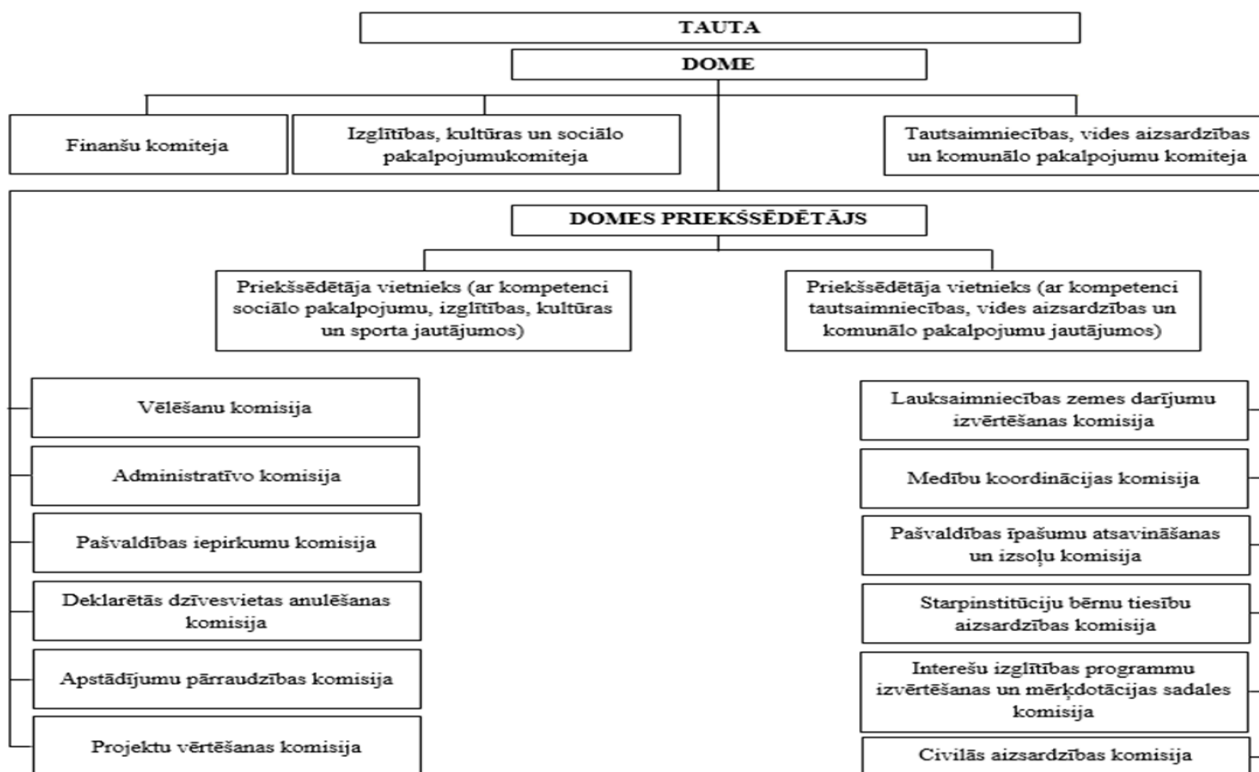 TAUTA
DOME
Finanšu komiteja
Izglītības, kultūras un sociālo
pakalpojumukomiteja
Tautsaimniecības, vides aizsardzības
un komunālo pakalpojumu komiteja
DOMES PRIEKŠSĒDĒTĀJS
Priekšsēdētāja vietnieks (ar kompetenci
sociālo pakalpojumu, izglītības, kultūras
un sporta jautājumos)
Priekšsēdētāja vietnieks (ar kompetenci
tautsaimniecības, vides aizsardzības un
komunālo pakalpojumu jautājumos)
Vēlēšanu komisija
Administratīvo komisija
Pašvaldības iepirkumu komisija
Deklarētās dzīvesvietas anulēšanas
komisija
Apstādījumu pārraudzības komisija
Projektu vērtēšanas komisija
Lauksaimniecības zemes darījumu
izvērtēšanas komisija
Medību koordinācijas komisija
Pašvaldības īpašumu atsavināšanas
un izsoļu komisija
Starpinstitūciju bērnu tiesību
aizsardzības komisija
Interešu izglītības programmu
izvērtēšanas un mērķdotācijas sadales
komisija
Civilās aizsardzības komisija